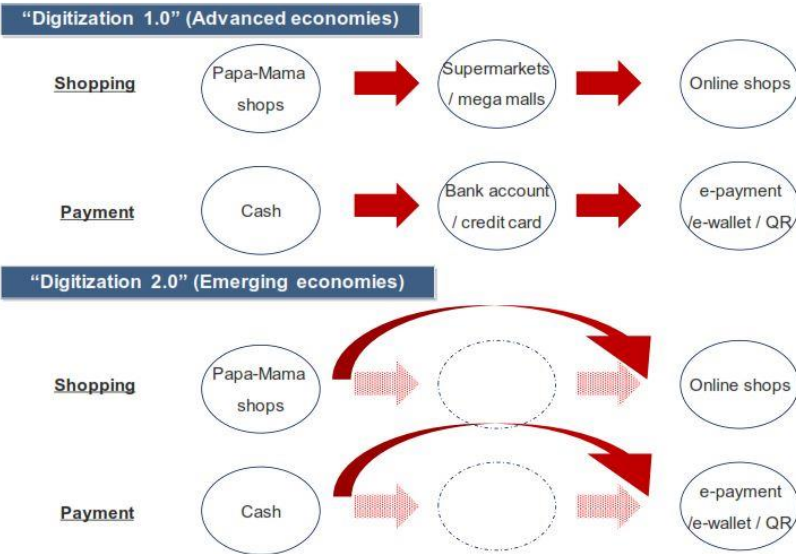 “Digitization 1.0” (Advanced economies)
Shopping
Papa-Mama
shops
Supermarkets
/ mega malls
Online shops
Payment
Cash
Bank account
/ credit card
e-payment
/e-wallet / QR
“Digitization 2.0” (Emerging economies)
Shopping
Papa-Mama
shops
Online shops
Payment
Cash
e-payment
/e-wallet / QR